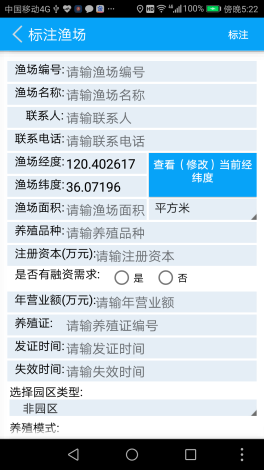 中国移动4G HD 4G 100% 傍晚5:22
标注渔场 标注
渔场编号: 请输渔场编号
渔场名称: 请输渔场名称
联系人: 请输联系人
联系电话: 请输联系电话
渔场经度: 120.402617 查看（修改）当前经纬度
渔场纬度: 36.07196
渔场面积: 请输渔场面积 平方米
养殖品种: 请输养殖品种
注册资本(万元): 请输注册资本
是否有融资需求: 是 否
年营业额(万元): 请输年营业额
养殖证: 请输养殖证编号
发证时间: 请输发证时间
失效时间: 请输失效时间
选择园区类型:
非园区
养殖模式: